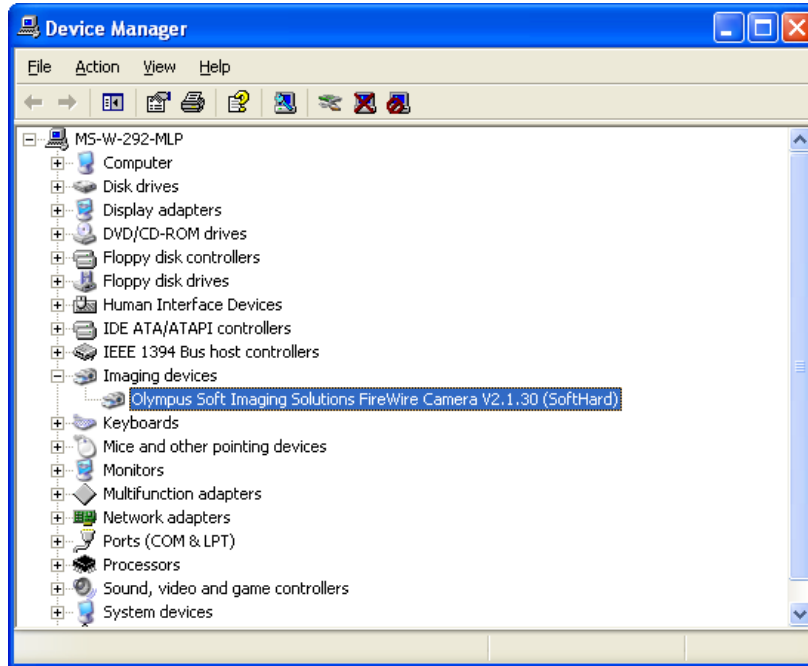 Device Manager
File Action View Help
MS-W-292-MLP
Computer
Disk drives
Display adapters
DVD/CD-ROM drives
Floppy disk controllers
Floppy disk drives
Human Interface Devices
IDE ATA/ATAPI controllers
IEEE 1394 Bus host controllers
Imaging devices
Olympus Soft Imaging Solutions FireWire Camera V2.1.30 (SoftHard)
Keyboards
Mice and other pointing devices
Monitors
Multifunction adapters
Network adapters
Ports (COM & LPT)
Processors
Sound, video and game controllers
System devices